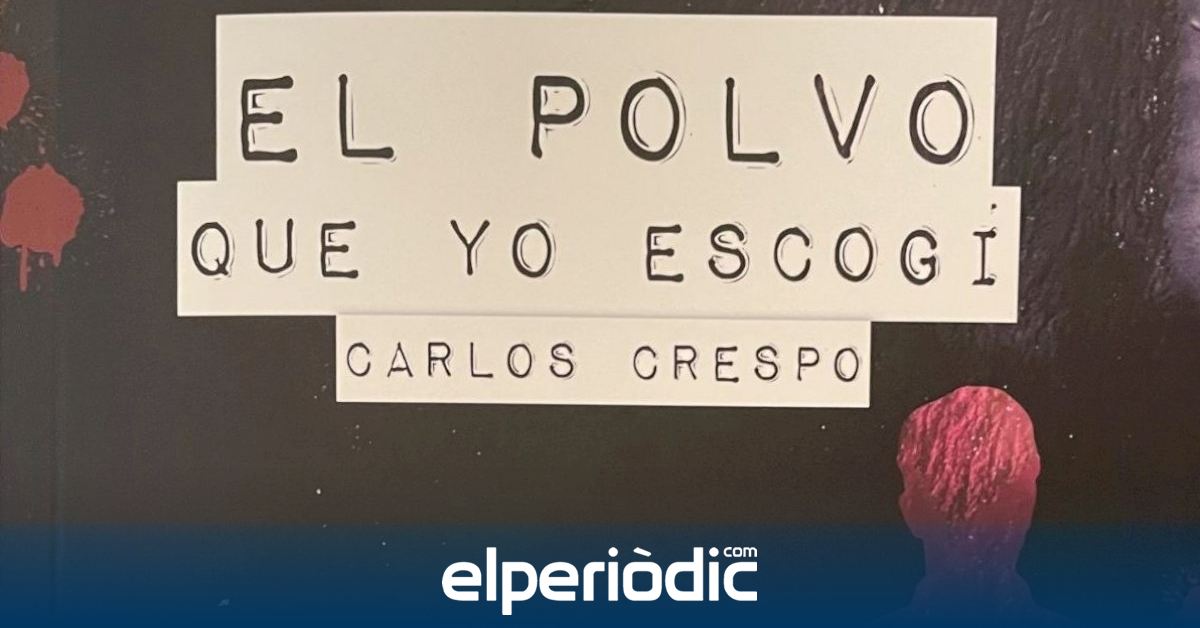 EL POLVO
QUE YO ESCOGÍ
CARLOS CRESPO
elperiòdic.com